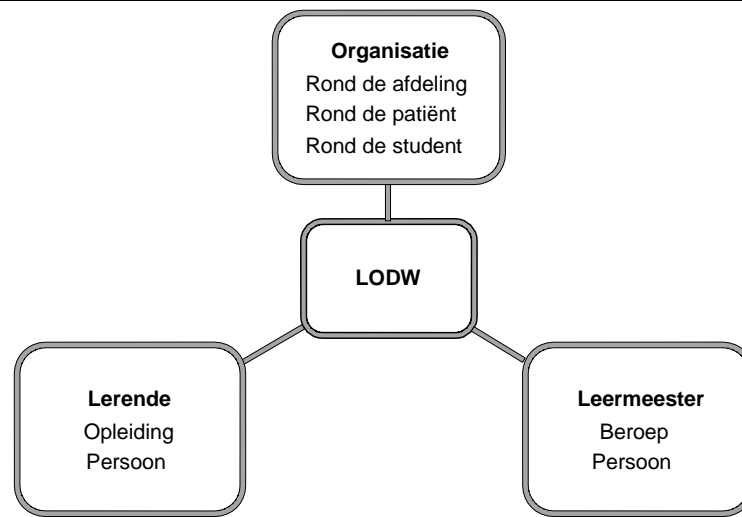 Organisatie
Rond de afdeling
Rond de patiënt
Rond de student
LODW
Lerende
Opleiding
Persoon
Leermeester
Beroep
Persoon